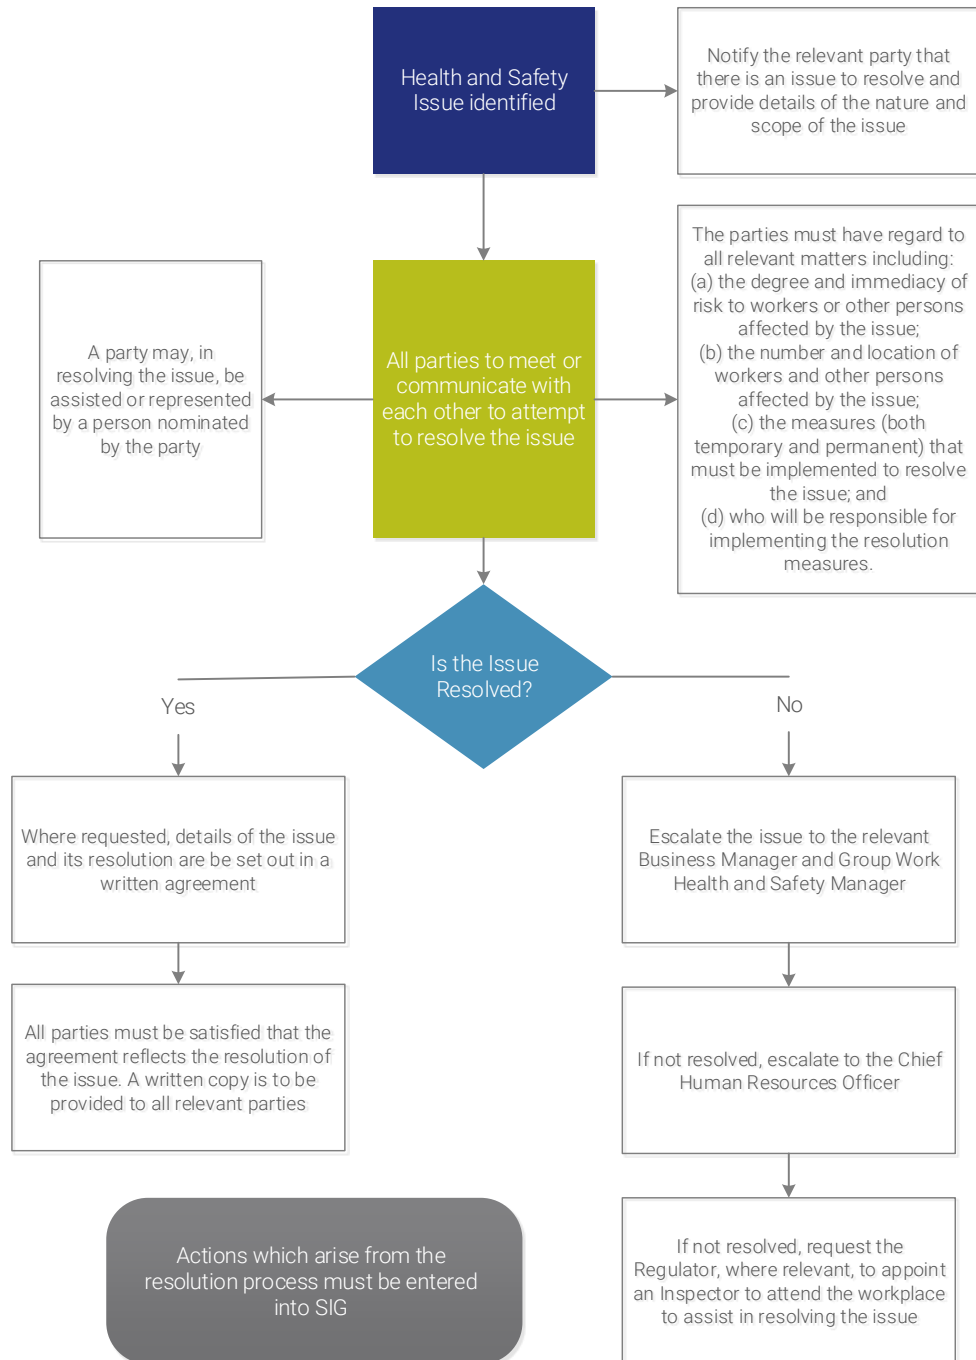 Health and Safety
Issue identified
Notify the relevant party that
there is an issue to resolve and
provide details of the nature and
scope of the issue
A party may, in
resolving the issue, be
assisted or represented
by a person nominated
by the party
All parties to meet or
communicate with
each other to attempt
to resolve the issue
The parties must have regard to
all relevant matters including:
(a) the degree and immediacy of
risk to workers or other persons
affected by the issue;
(b) the number and location of
workers and other persons
affected by the issue;
(c) the measures (both
temporary and permanent) that
must be implemented to resolve
the issue; and
(d) who will be responsible for
implementing the resolution
measures.
Is the Issue
Resolved?
Yes
No
Where requested, details of the issue
and its resolution are be set out in a
written agreement
Escalate the issue to the relevant
Business Manager and Group Work
Health and Safety Manager
All parties must be satisfied that the
agreement reflects the resolution of
the issue. A written copy is to be
provided to all relevant parties
If not resolved, escalate to the Chief
Human Resources Officer
Actions which arise from the
resolution process must be entered
into SIG
If not resolved, request the
Regulator, where relevant, to appoint
an Inspector to attend the workplace
to assist in resolving the issue